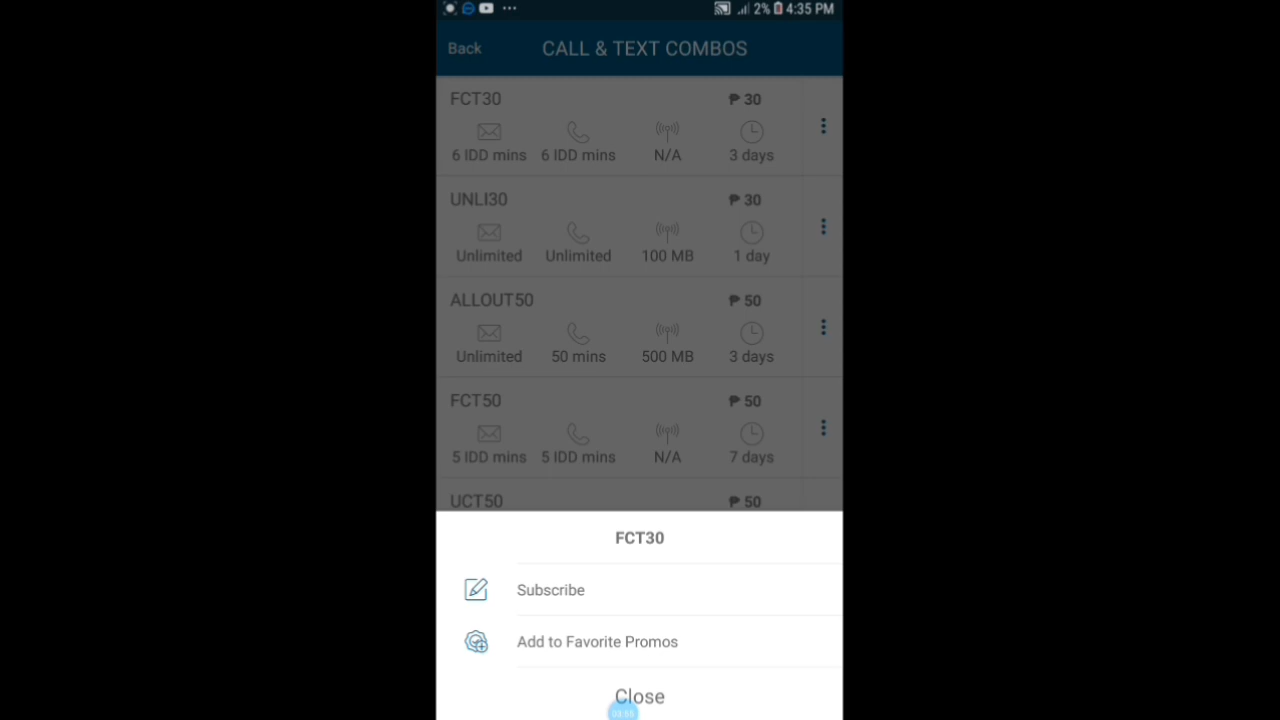 2% 4:35 PM
Back CALL & TEXT COMBOS
FCT30 ₱ 30
6 IDD mins 6 IDD mins N/A 3 days
UNLI30 ₱ 30
Unlimited Unlimited 100 MB 1 day
ALLOUT50 ₱ 50
Unlimited 50 mins 500 MB 3 days
FCT50 ₱ 50
5 IDD mins 5 IDD mins N/A 7 days
UCT50 ₱ 50
FCT30
Subscribe
Add to Favorite Promos
Close